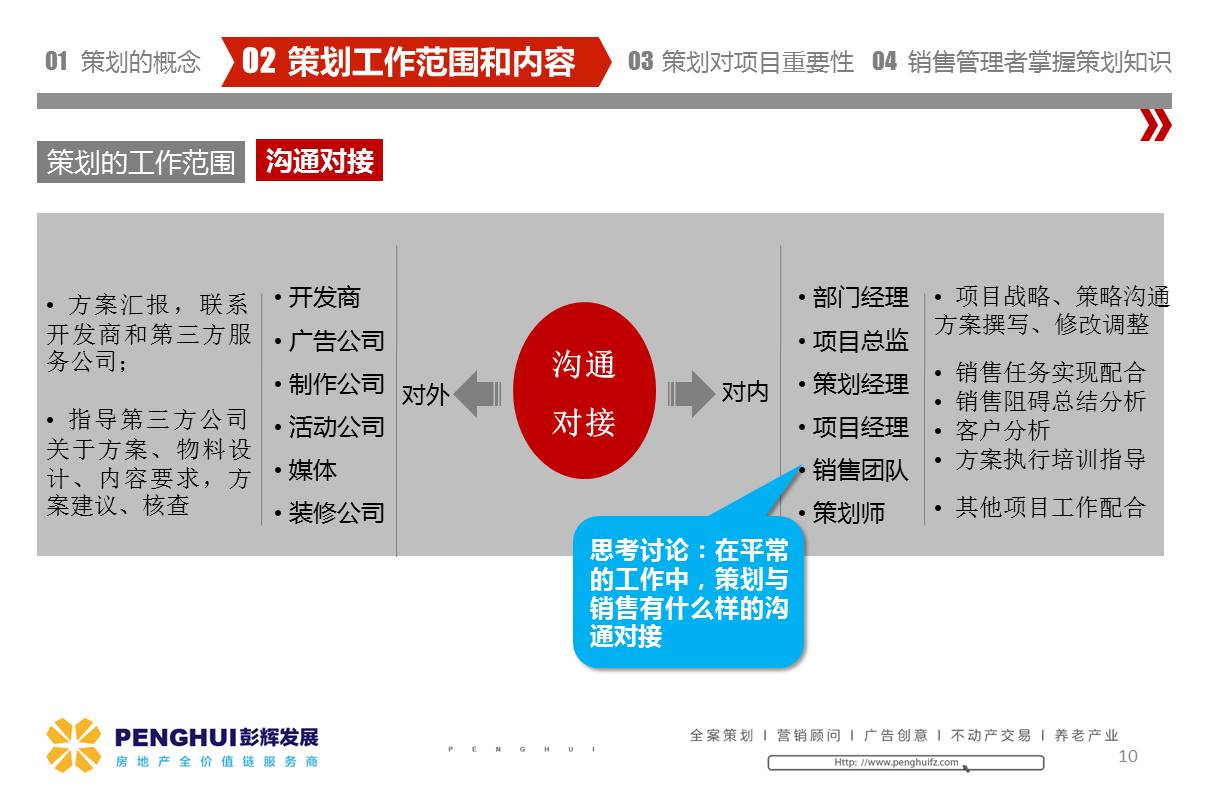 01 策划的概念
02 策划工作范围和内容
03 策划对项目重要性
04 销售管理者掌握策划知识
策划的工作范围
沟通对接
• 方案汇报，联系
开发商和第三方服
务公司；
• 指导第三方公司
关于方案、物料设
计、内容要求，方
案建议、核查
• 开发商
• 广告公司
• 制作公司
• 活动公司
• 媒体
• 装修公司
对外
沟通
对接
对内
• 部门经理
• 项目总监
• 策划经理
• 项目经理
• 销售团队
• 策划师
• 项目战略、策略沟通
方案撰写、修改调整
• 销售任务实现配合
• 销售阻碍总结分析
• 客户分析
• 方案执行培训指导
• 其他项目工作配合
思考讨论：在平常
的工作中，策划与
销售有什么样的沟
通对接
PENGHUI彭辉发展
房地产全价值链服务商
P E N G H U I
全案策划 I 营销顾问 I 广告创意 I 不动产交易 I 养老产业
Http: //www.penghuifz.com
10